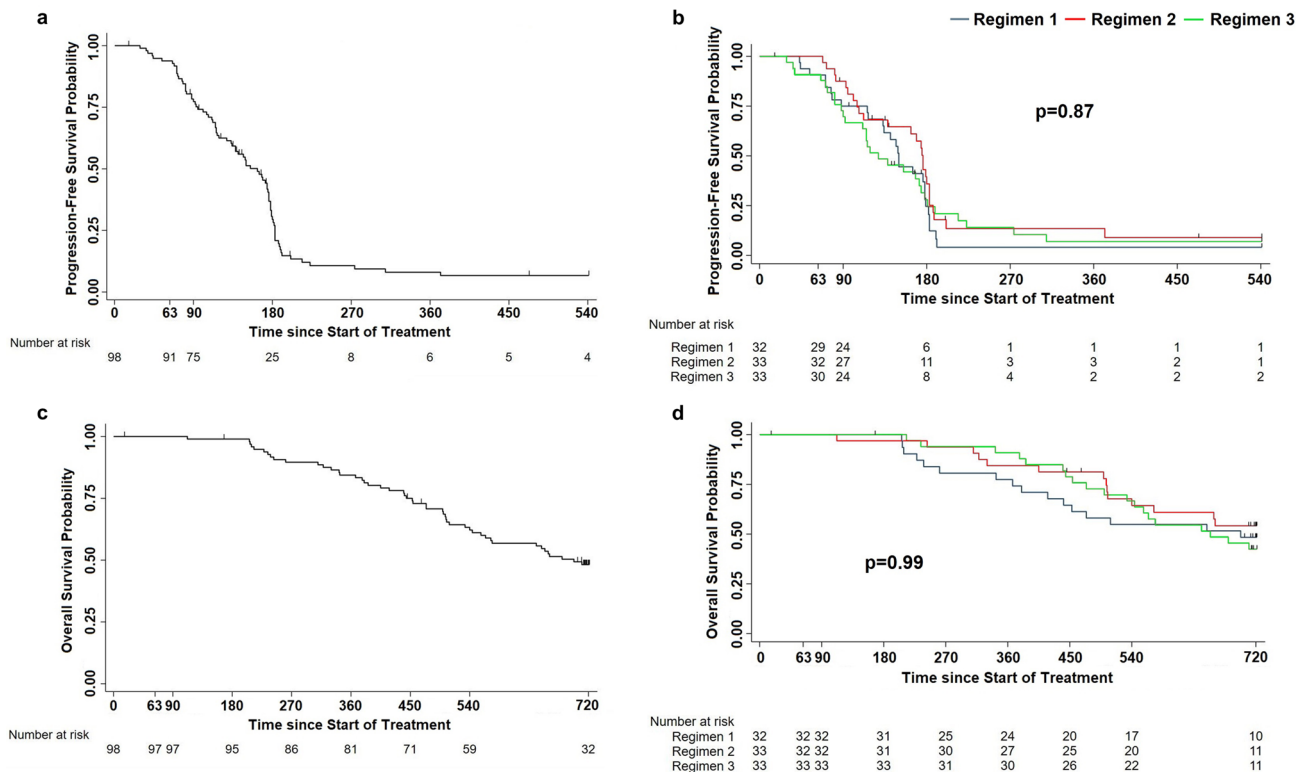 a
Progression-Free Survival Probability
1.00
0.75
0.50
0.25
0.00
0 63 90 180 270 360 450 540
Time since Start of Treatment
Number at risk
98 91 75 25 8 6 5 4
b
Regimen 1 Regimen 2 Regimen 3
Progression-Free Survival Probability
1.00
0.75
0.50
0.25
0.00
p=0.87
0 63 90 180 270 360 450 540
Time since Start of Treatment
Number at risk
Regimen 1 32 29 24 6 1 1 1 1
Regimen 2 33 32 27 11 3 3 2 1
Regimen 3 33 30 24 8 4 2 2 2
c
Overall Survival Probability
1.00
0.75
0.50
0.25
0.00
0 63 90 180 270 360 450 540 720
Time since Start of Treatment
Number at risk
98 97 97 95 86 81 71 59 32
d
Overall Survival Probability
1.00
0.75
0.50
0.25
0.00
p=0.99
0 63 90 180 270 360 450 540 720
Time since Start of Treatment
Number at risk
Regimen 1 32 32 32 31 25 24 20 17 10
Regimen 2 33 32 32 31 30 27 25 20 11
Regimen 3 33 33 33 33 31 30 26 22 11